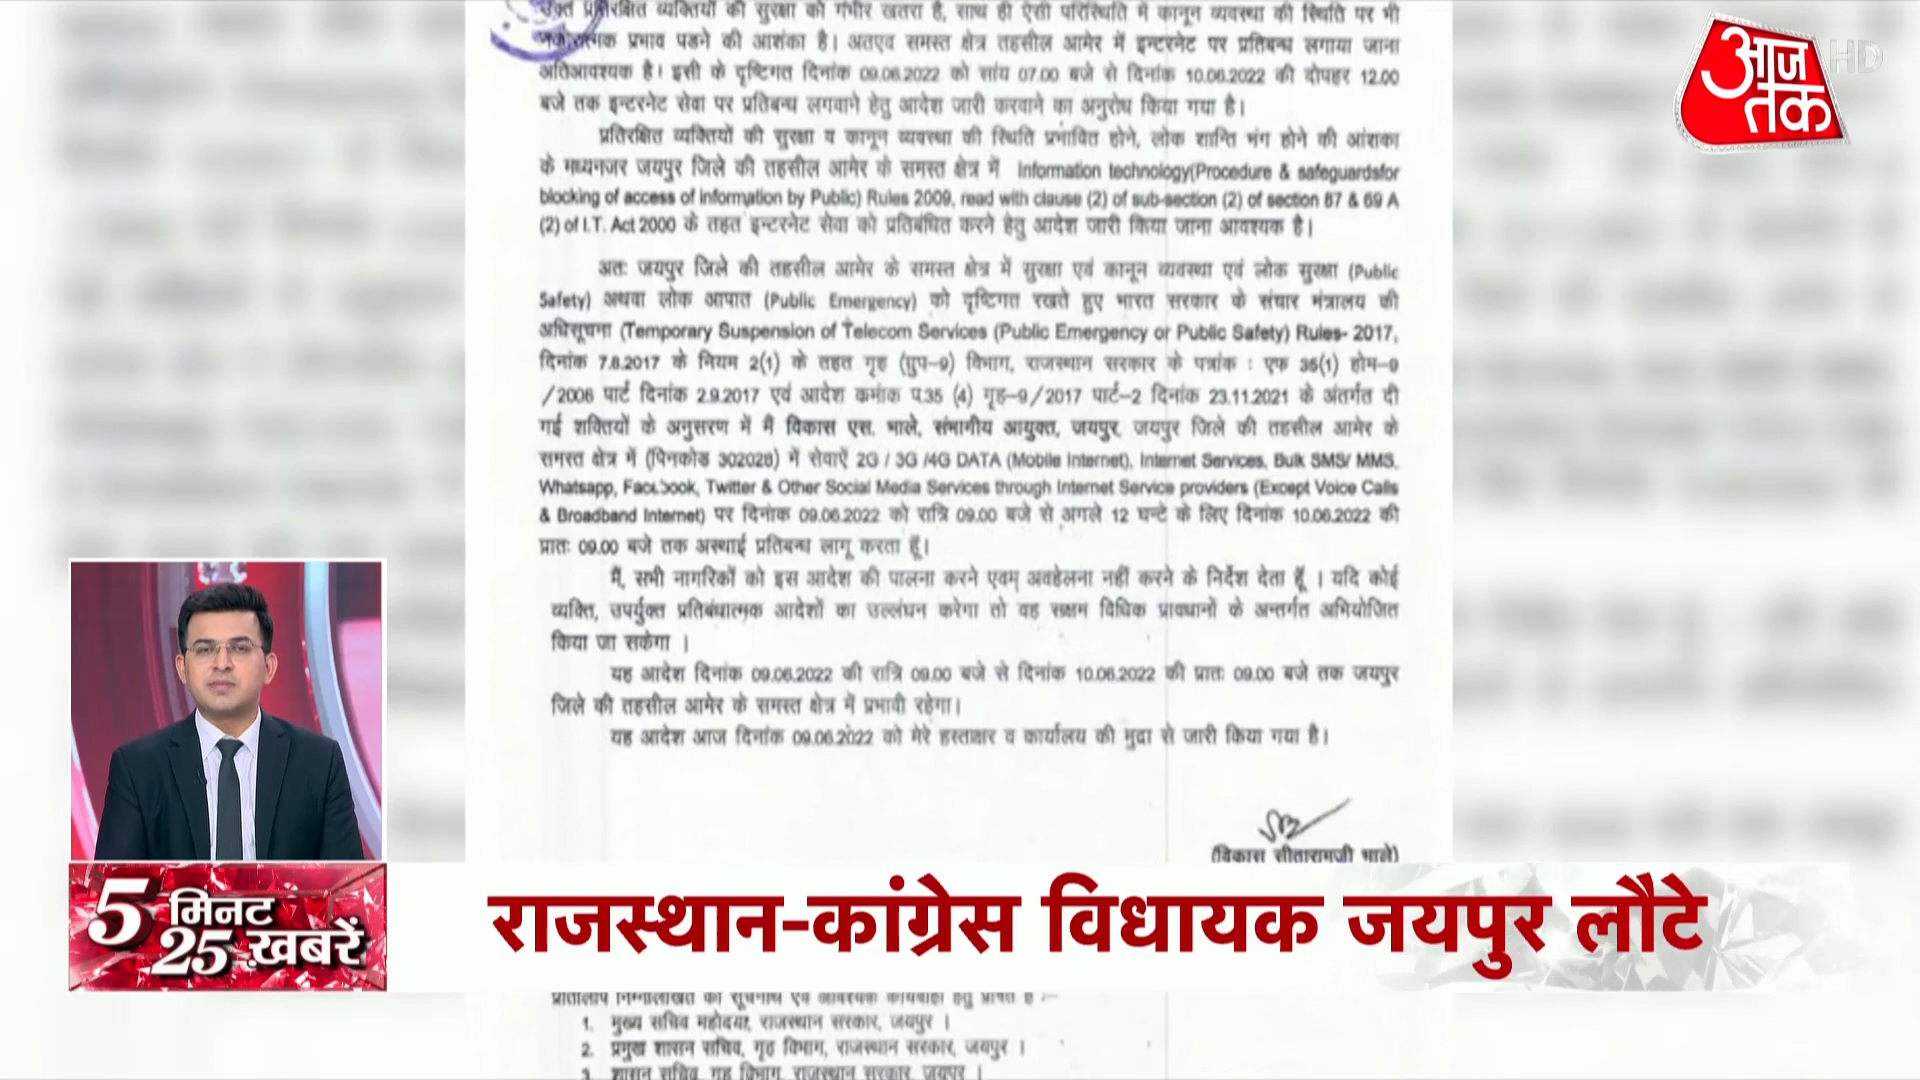 उक्त प्रतिरक्षित व्यक्तियों की सुरक्षा को गंभीर खतरा है, साथ ही ऐसी परिस्थिति में कानून व्यवस्था की स्थिति पर भी
प्रभाव पडने की आशंका है। अतएव समस्त क्षेत्र तहसील आमेर में इन्टरनेट पर प्रतिबन्ध लगाया जाना
अतिआवश्यक है। इसी के दृष्टिगत दिनांक 09.06.2022 को सांय 07.00 बजे से दिनांक 10.06.2022 की दोपहर 12.00
बजे तक इन्टरनेट सेवा पर प्रतिबन्ध लगवाने हेतु आदेश जारी करवाने का अनुरोध किया गया है।
प्रतिरक्षित व्यक्तियों की सुरक्षा व कानून व्यवस्था की स्थिति प्रभावित होने, लोक शान्ति भंग होने की आंशका
के मध्यनजर जयपुर जिले की तहसील आमेर के समस्त क्षेत्र में Information technology(Procedure & safeguardsfor
blocking of access of information by Public) Rules 2009, read with clause (2) of sub-section (2) of section 87 & 69 A
(2) of I.T. Act 2000 के तहत इन्टरनेट सेवा को प्रतिबंधित करने हेतु आदेश जारी किया जाना आवश्यक है।
अतः जयपुर जिले की तहसील आमेर के समस्त क्षेत्र में सुरक्षा एवं कानून व्यवस्था एवं लोक सुरक्षा (Public
Safety) अथवा लोक आपात (Public Emergency) को दृष्टिगत रखते हुए भारत सरकार के संचार मंत्रालय की
अधिसूचना (Temporary Suspension of Telecom Services (Public Emergency or Public Safety) Rules- 2017,
दिनांक 7.8.2017 के नियम 2(1) के तहत गृह (ग्रुप-9) विभाग, राजस्थान सरकार के पत्रांक : एफ 35(1) होम-9
/2006 पार्ट दिनांक 2.9.2017 एवं आदेश कमांक प.35 (4) गृह-9/2017 पार्ट-2 दिनांक 23.11.2021 के अंतर्गत दी
गई शक्तियों के अनुसरण में मैं विकास एस. भाले, संभागीय आयुक्त, जयपुर, जयपुर जिले की तहसील आमेर के
समस्त क्षेत्र में (पिनकोड 302028) में सेवाऐं 2G / 3G /4G DATA (Mobile Internet), Internet Services, Bulk SMS/ MMS,
Whatsapp, Facebook, Twitter & Other Social Media Services through Internet Service providers (Except Voice Calls
& Broadband Internet) पर दिनांक 09.06.2022 को रात्रि 09.00 बजे से अगले 12 घन्टे के लिए दिनांक 10.06.2022 की
प्रातः 09.00 बजे तक अस्थाई प्रतिबन्ध लागू करता हूँ।
मैं, सभी नागरिकों को इस आदेश की पालना करने एवम् अवहेलना नहीं करने के निर्देश देता हूँ । यदि कोई
व्यक्ति, उपर्युक्त प्रतिबंधात्मक आदेशों का उल्लंघन करेगा तो वह सक्षम विधिक प्रावधानों के अन्तर्गत अभियोजित
किया जा सकेगा ।
यह आदेश दिनांक 09.06.2022 की रात्रि 09.00 बजे से दिनांक 10.06.2022 की प्रातः 09.00 बजे तक जयपुर
जिले की तहसील आमेर के समस्त क्षेत्र में प्रभावी रहेगा।
यह आदेश आज दिनांक 09.06.2022 को मेरे हस्ताक्षर व कार्यालय की मुद्रा से जारी किया गया है।
(विकास सीतारामजी भाले)
आज तक HD
5 मिनट
25 ख़बरें
राजस्थान-कांग्रेस विधायक जयपुर लौटे
प्रतिलिपि निम्नलिखित को सूचनार्थ एवं आवश्यक कार्यवाही हेतु प्रेषित है :-
1. मुख्य सचिव महोदया, राजस्थान सरकार, जयपुर ।
2. प्रमुख शासन सचिव, गृह विभाग, राजस्थान सरकार, जयपुर ।
3. शासन सचिव, गृह विभाग, राजस्थान सरकार, जयपुर ।